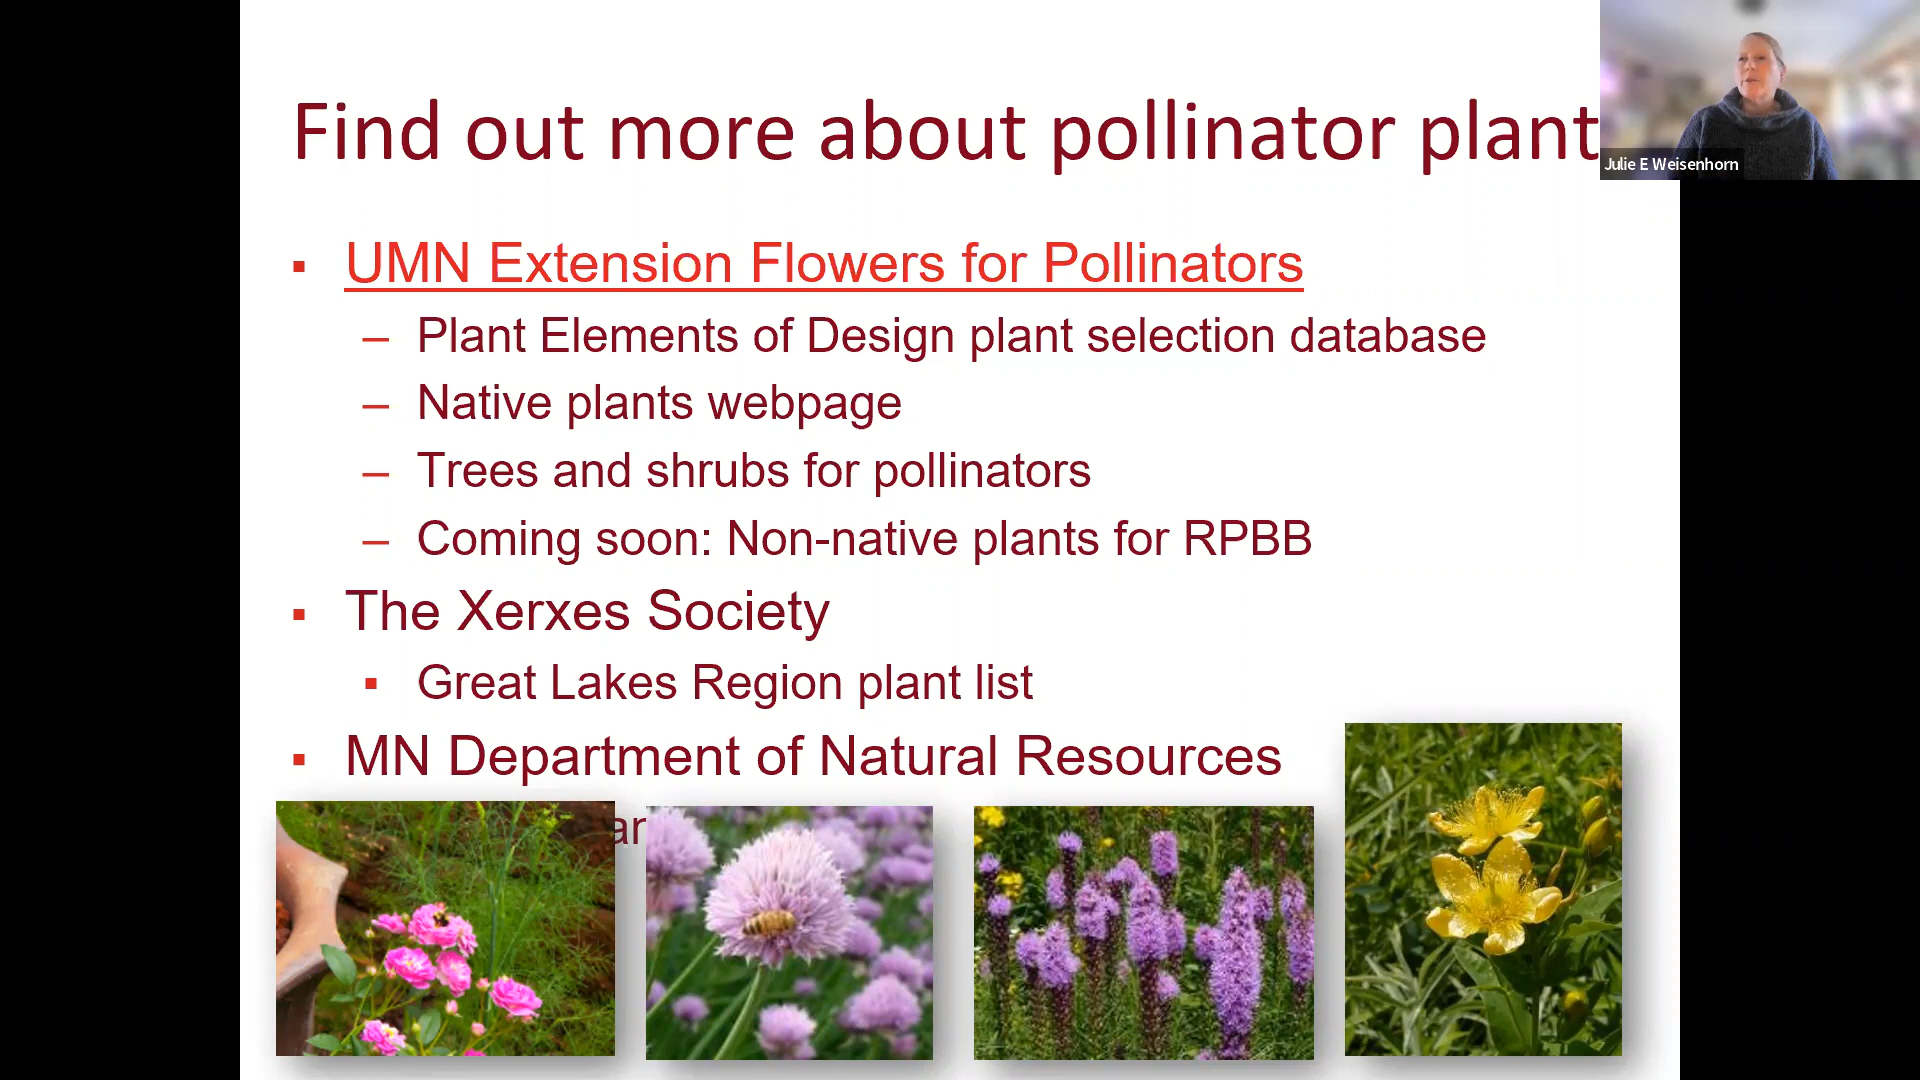 Find out more about pollinator plant
Julie E Weisenhorn
▪ UMN Extension Flowers for Pollinators
– Plant Elements of Design plant selection database
– Native plants webpage
– Trees and shrubs for pollinators
– Coming soon: Non-native plants for RPBB
▪ The Xerxes Society
▪ Great Lakes Region plant list
▪ MN Department of Natural Resources